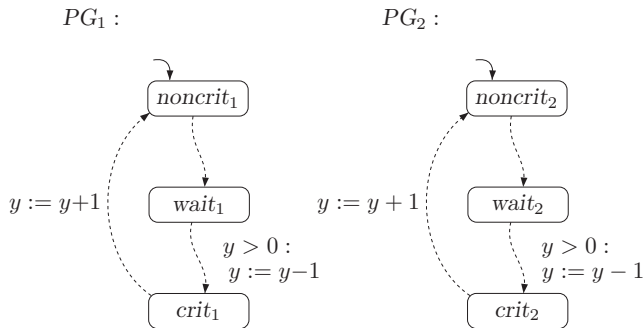 PG₁ :
PG₂ :
noncrit₁
noncrit₂
y := y+1
wait₁
y := y + 1
wait₂
y > 0 :
y := y−1
y > 0 :
y := y − 1
crit₁
crit₂